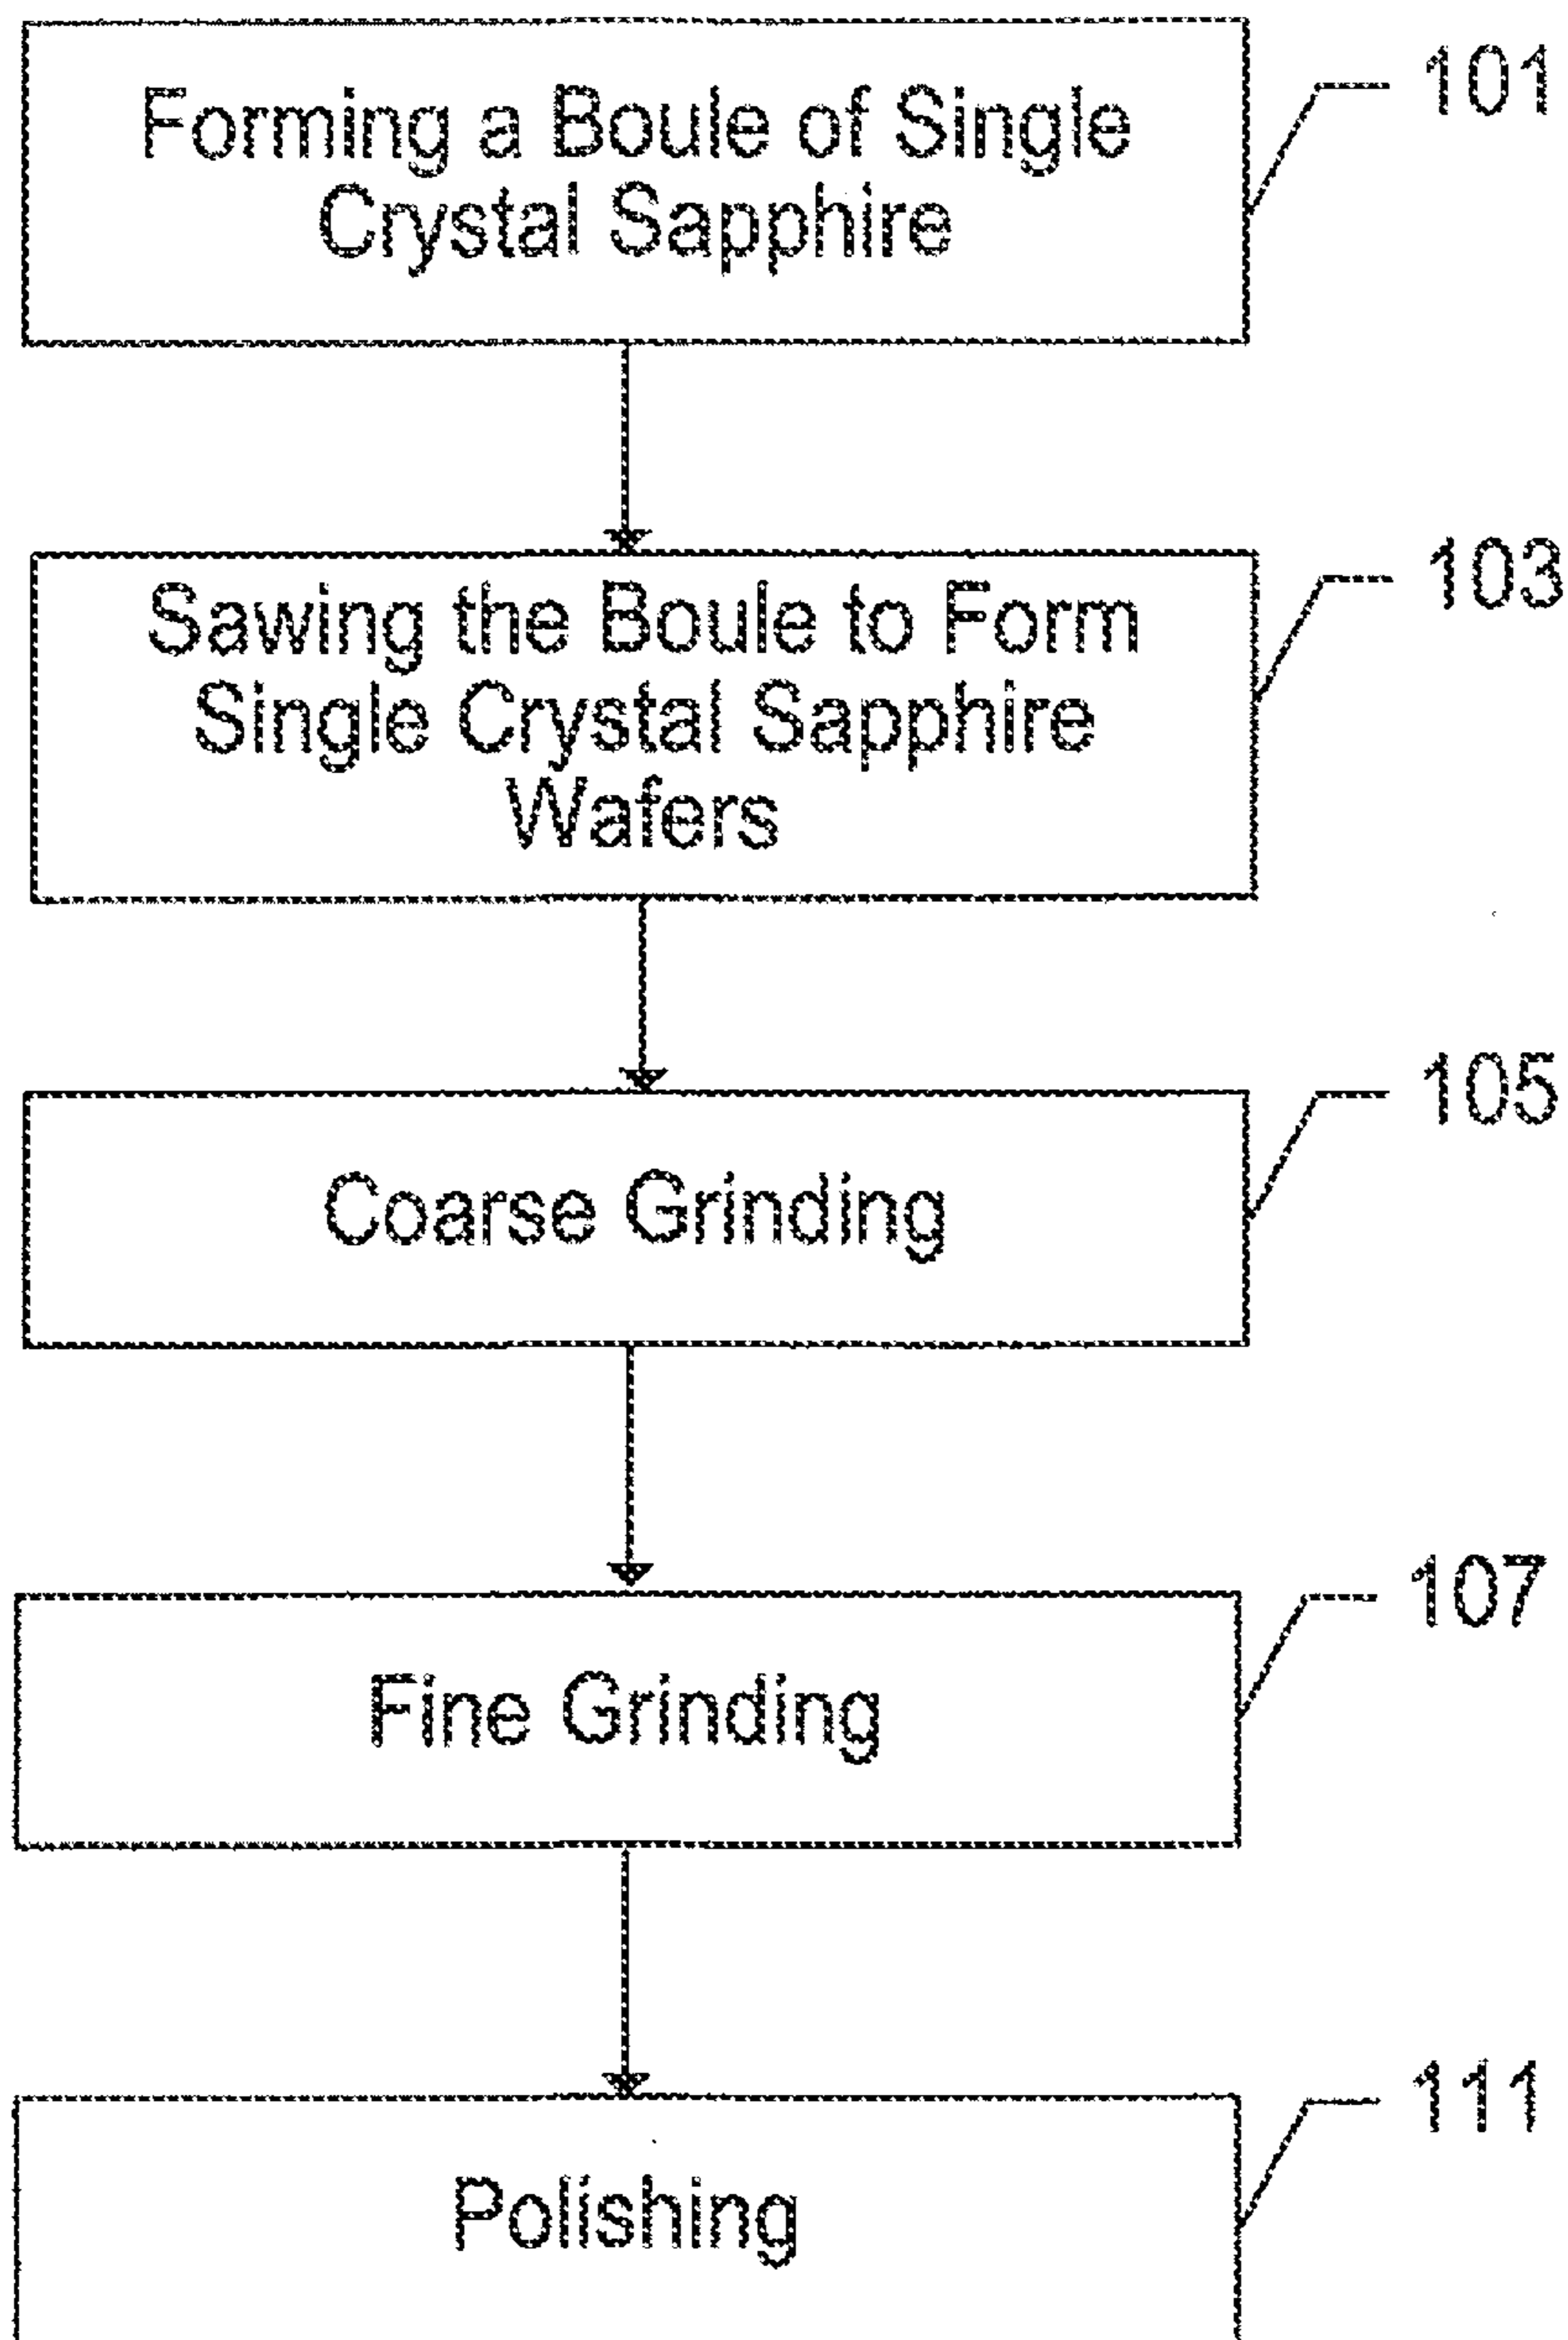 Forming a Boule of Single
Crystal Sapphire
101
Sawing the Boule to Form
Single Crystal Sapphire
Wafers
103
Coarse Grinding
105
Fine Grinding
107
Polishing
111